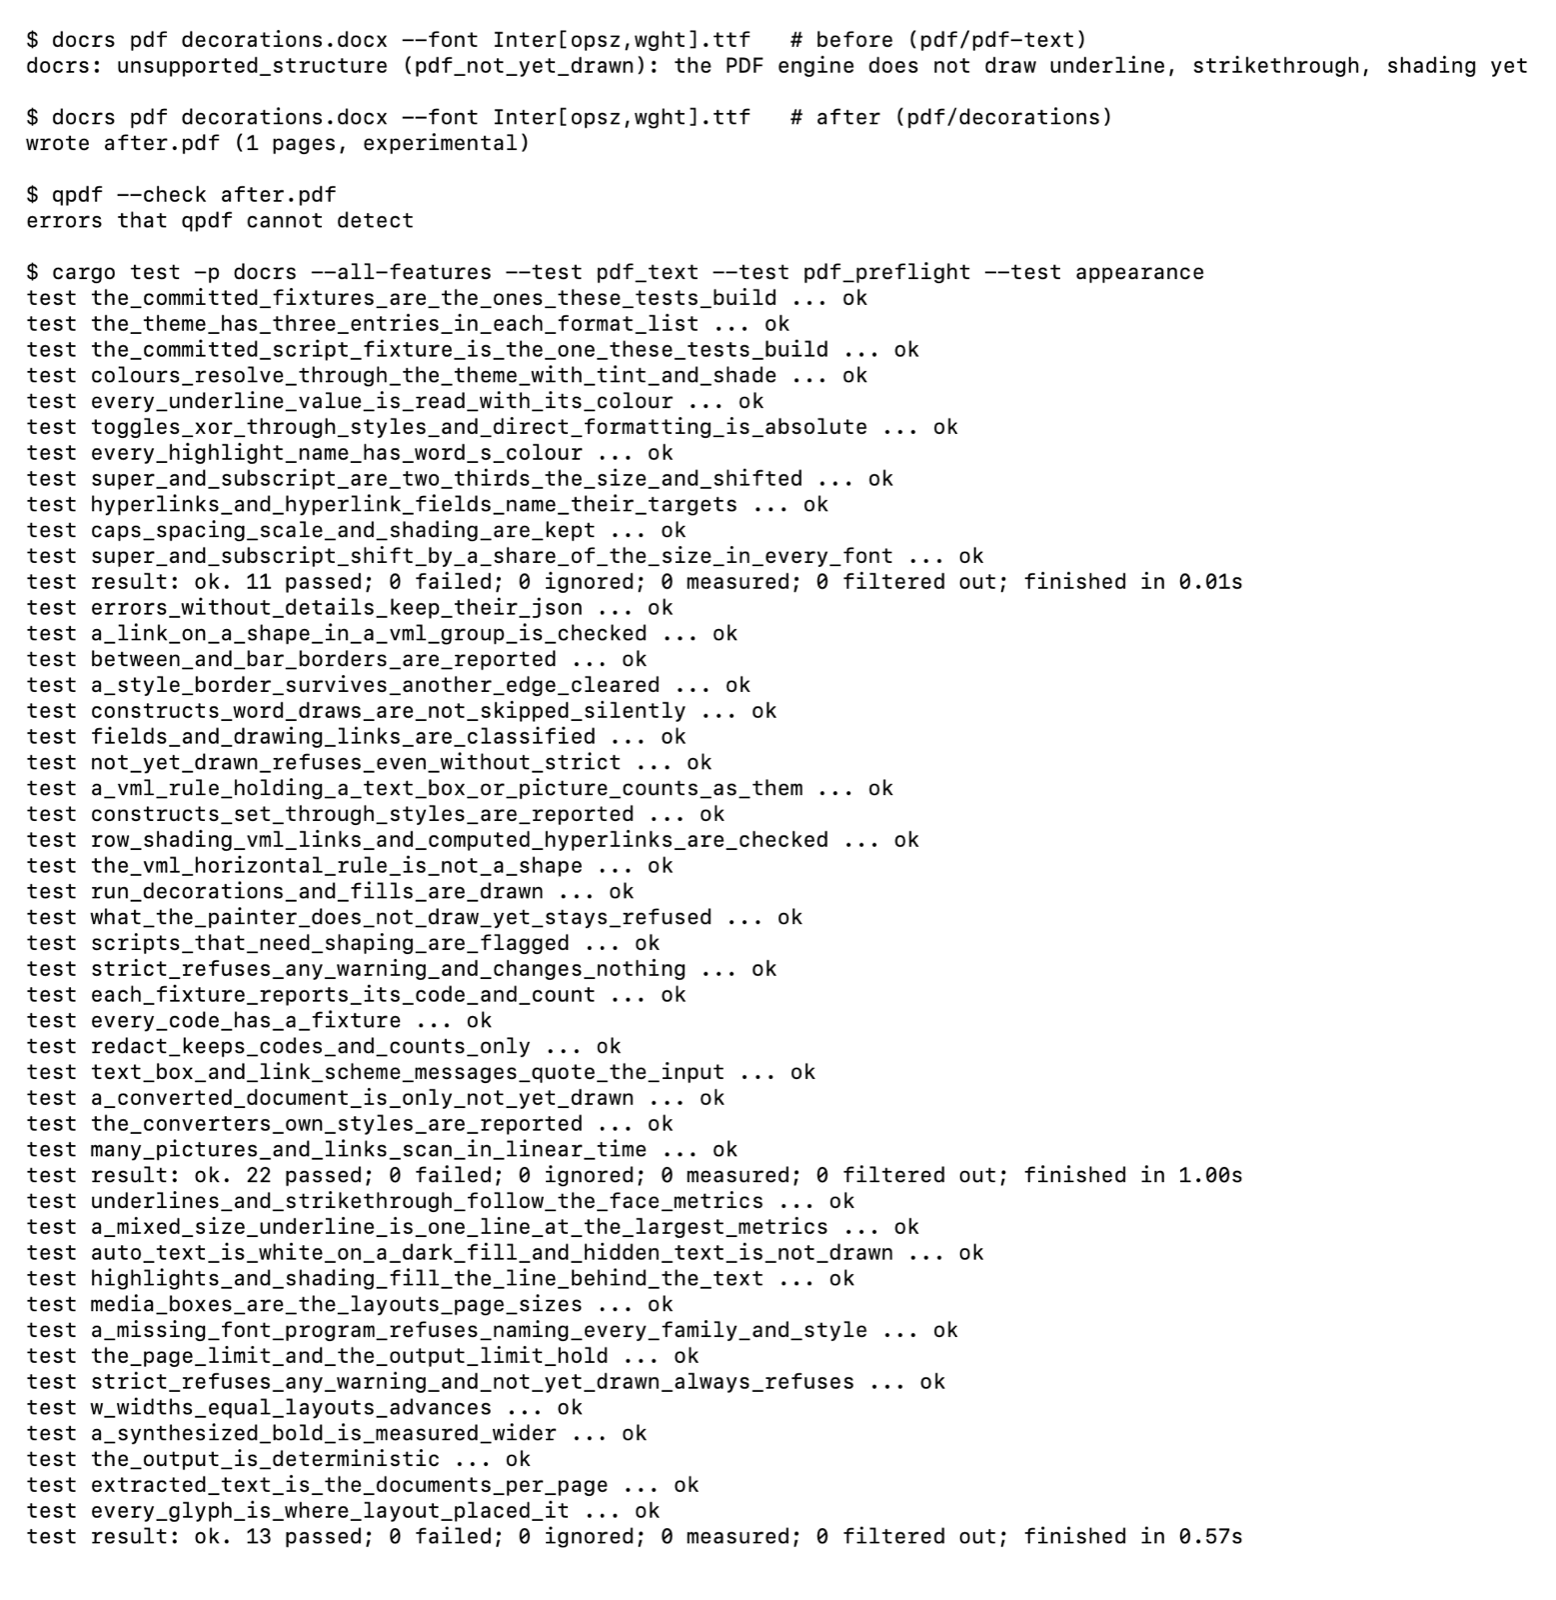 $ docrs pdf decorations.docx --font Inter[opsz,wght].ttf   # before (pdf/pdf-text)
docrs: unsupported_structure (pdf_not_yet_drawn): the PDF engine does not draw underline, strikethrough, shading yet
$ docrs pdf decorations.docx --font Inter[opsz,wght].ttf   # after (pdf/decorations)
wrote after.pdf (1 pages, experimental)
$ qpdf --check after.pdf
errors that qpdf cannot detect
$ cargo test -p docrs --all-features --test pdf_text --test pdf_preflight --test appearance
test the_committed_fixtures_are_the_ones_these_tests_build ... ok
test the_theme_has_three_entries_in_each_format_list ... ok
test the_committed_script_fixture_is_the_one_these_tests_build ... ok
test colours_resolve_through_the_theme_with_tint_and_shade ... ok
test every_underline_value_is_read_with_its_colour ... ok
test toggles_xor_through_styles_and_direct_formatting_is_absolute ... ok
test every_highlight_name_has_word_s_colour ... ok
test super_and_subscript_are_two_thirds_the_size_and_shifted ... ok
test hyperlinks_and_hyperlink_fields_name_their_targets ... ok
test caps_spacing_scale_and_shading_are_kept ... ok
test super_and_subscript_shift_by_a_share_of_the_size_in_every_font ... ok
test result: ok. 11 passed; 0 failed; 0 ignored; 0 measured; 0 filtered out; finished in 0.01s
test errors_without_details_keep_their_json ... ok
test a_link_on_a_shape_in_a_vml_group_is_checked ... ok
test between_and_bar_borders_are_reported ... ok
test a_style_border_survives_another_edge_cleared ... ok
test constructs_word_draws_are_not_skipped_silently ... ok
test fields_and_drawing_links_are_classified ... ok
test not_yet_drawn_refuses_even_without_strict ... ok
test a_vml_rule_holding_a_text_box_or_picture_counts_as_them ... ok
test constructs_set_through_styles_are_reported ... ok
test row_shading_vml_links_and_computed_hyperlinks_are_checked ... ok
test the_vml_horizontal_rule_is_not_a_shape ... ok
test run_decorations_and_fills_are_drawn ... ok
test what_the_painter_does_not_draw_yet_stays_refused ... ok
test scripts_that_need_shaping_are_flagged ... ok
test strict_refuses_any_warning_and_changes_nothing ... ok
test each_fixture_reports_its_code_and_count ... ok
test every_code_has_a_fixture ... ok
test redact_keeps_codes_and_counts_only ... ok
test text_box_and_link_scheme_messages_quote_the_input ... ok
test a_converted_document_is_only_not_yet_drawn ... ok
test the_converters_own_styles_are_reported ... ok
test many_pictures_and_links_scan_in_linear_time ... ok
test result: ok. 22 passed; 0 failed; 0 ignored; 0 measured; 0 filtered out; finished in 1.00s
test underlines_and_strikethrough_follow_the_face_metrics ... ok
test a_mixed_size_underline_is_one_line_at_the_largest_metrics ... ok
test auto_text_is_white_on_a_dark_fill_and_hidden_text_is_not_drawn ... ok
test highlights_and_shading_fill_the_line_behind_the_text ... ok
test media_boxes_are_the_layouts_page_sizes ... ok
test a_missing_font_program_refuses_naming_every_family_and_style ... ok
test the_page_limit_and_the_output_limit_hold ... ok
test strict_refuses_any_warning_and_not_yet_drawn_always_refuses ... ok
test w_widths_equal_layouts_advances ... ok
test a_synthesized_bold_is_measured_wider ... ok
test the_output_is_deterministic ... ok
test extracted_text_is_the_documents_per_page ... ok
test every_glyph_is_where_layout_placed_it ... ok
test result: ok. 13 passed; 0 failed; 0 ignored; 0 measured; 0 filtered out; finished in 0.57s